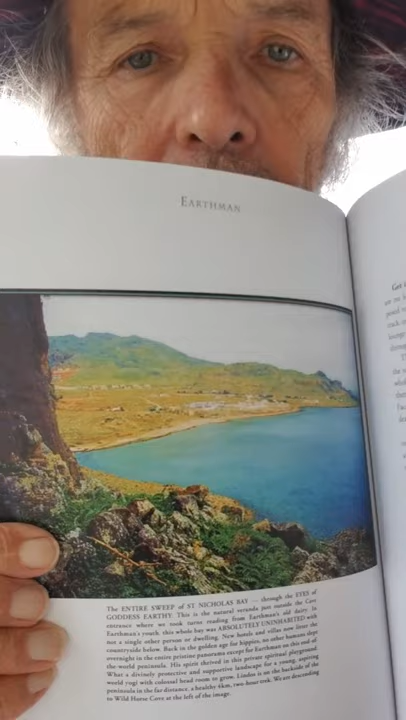 EARTHMAN
The ENTIRE SWEEP of ST NICHOLAS BAY — through the EYES of
GODDESS EARTHY. This is the natural veranda just outside the Cave
entrance where we took turns reading from Earthman's old diary. In
Earthman's youth, this whole bay was ABSOLUTELY UNINHABITED with
not a single other person or dwelling. New hotels and villas now litter the
countryside below. Back in the golden age for hippies, no other humans slept
overnight in the entire pristine panorama except for Earthman on this end of
the world peninsula. His spirit thrived in this private spiritual playground.
What a divinely protective and supportive landscape for a young, aspiring
world yogi with colossal head room to grow. Lindos is on the backside of the
peninsula in the far distance, a healthy 6km, two-hour trek. We are descending
to Wild Horse Cove at the left of the image.